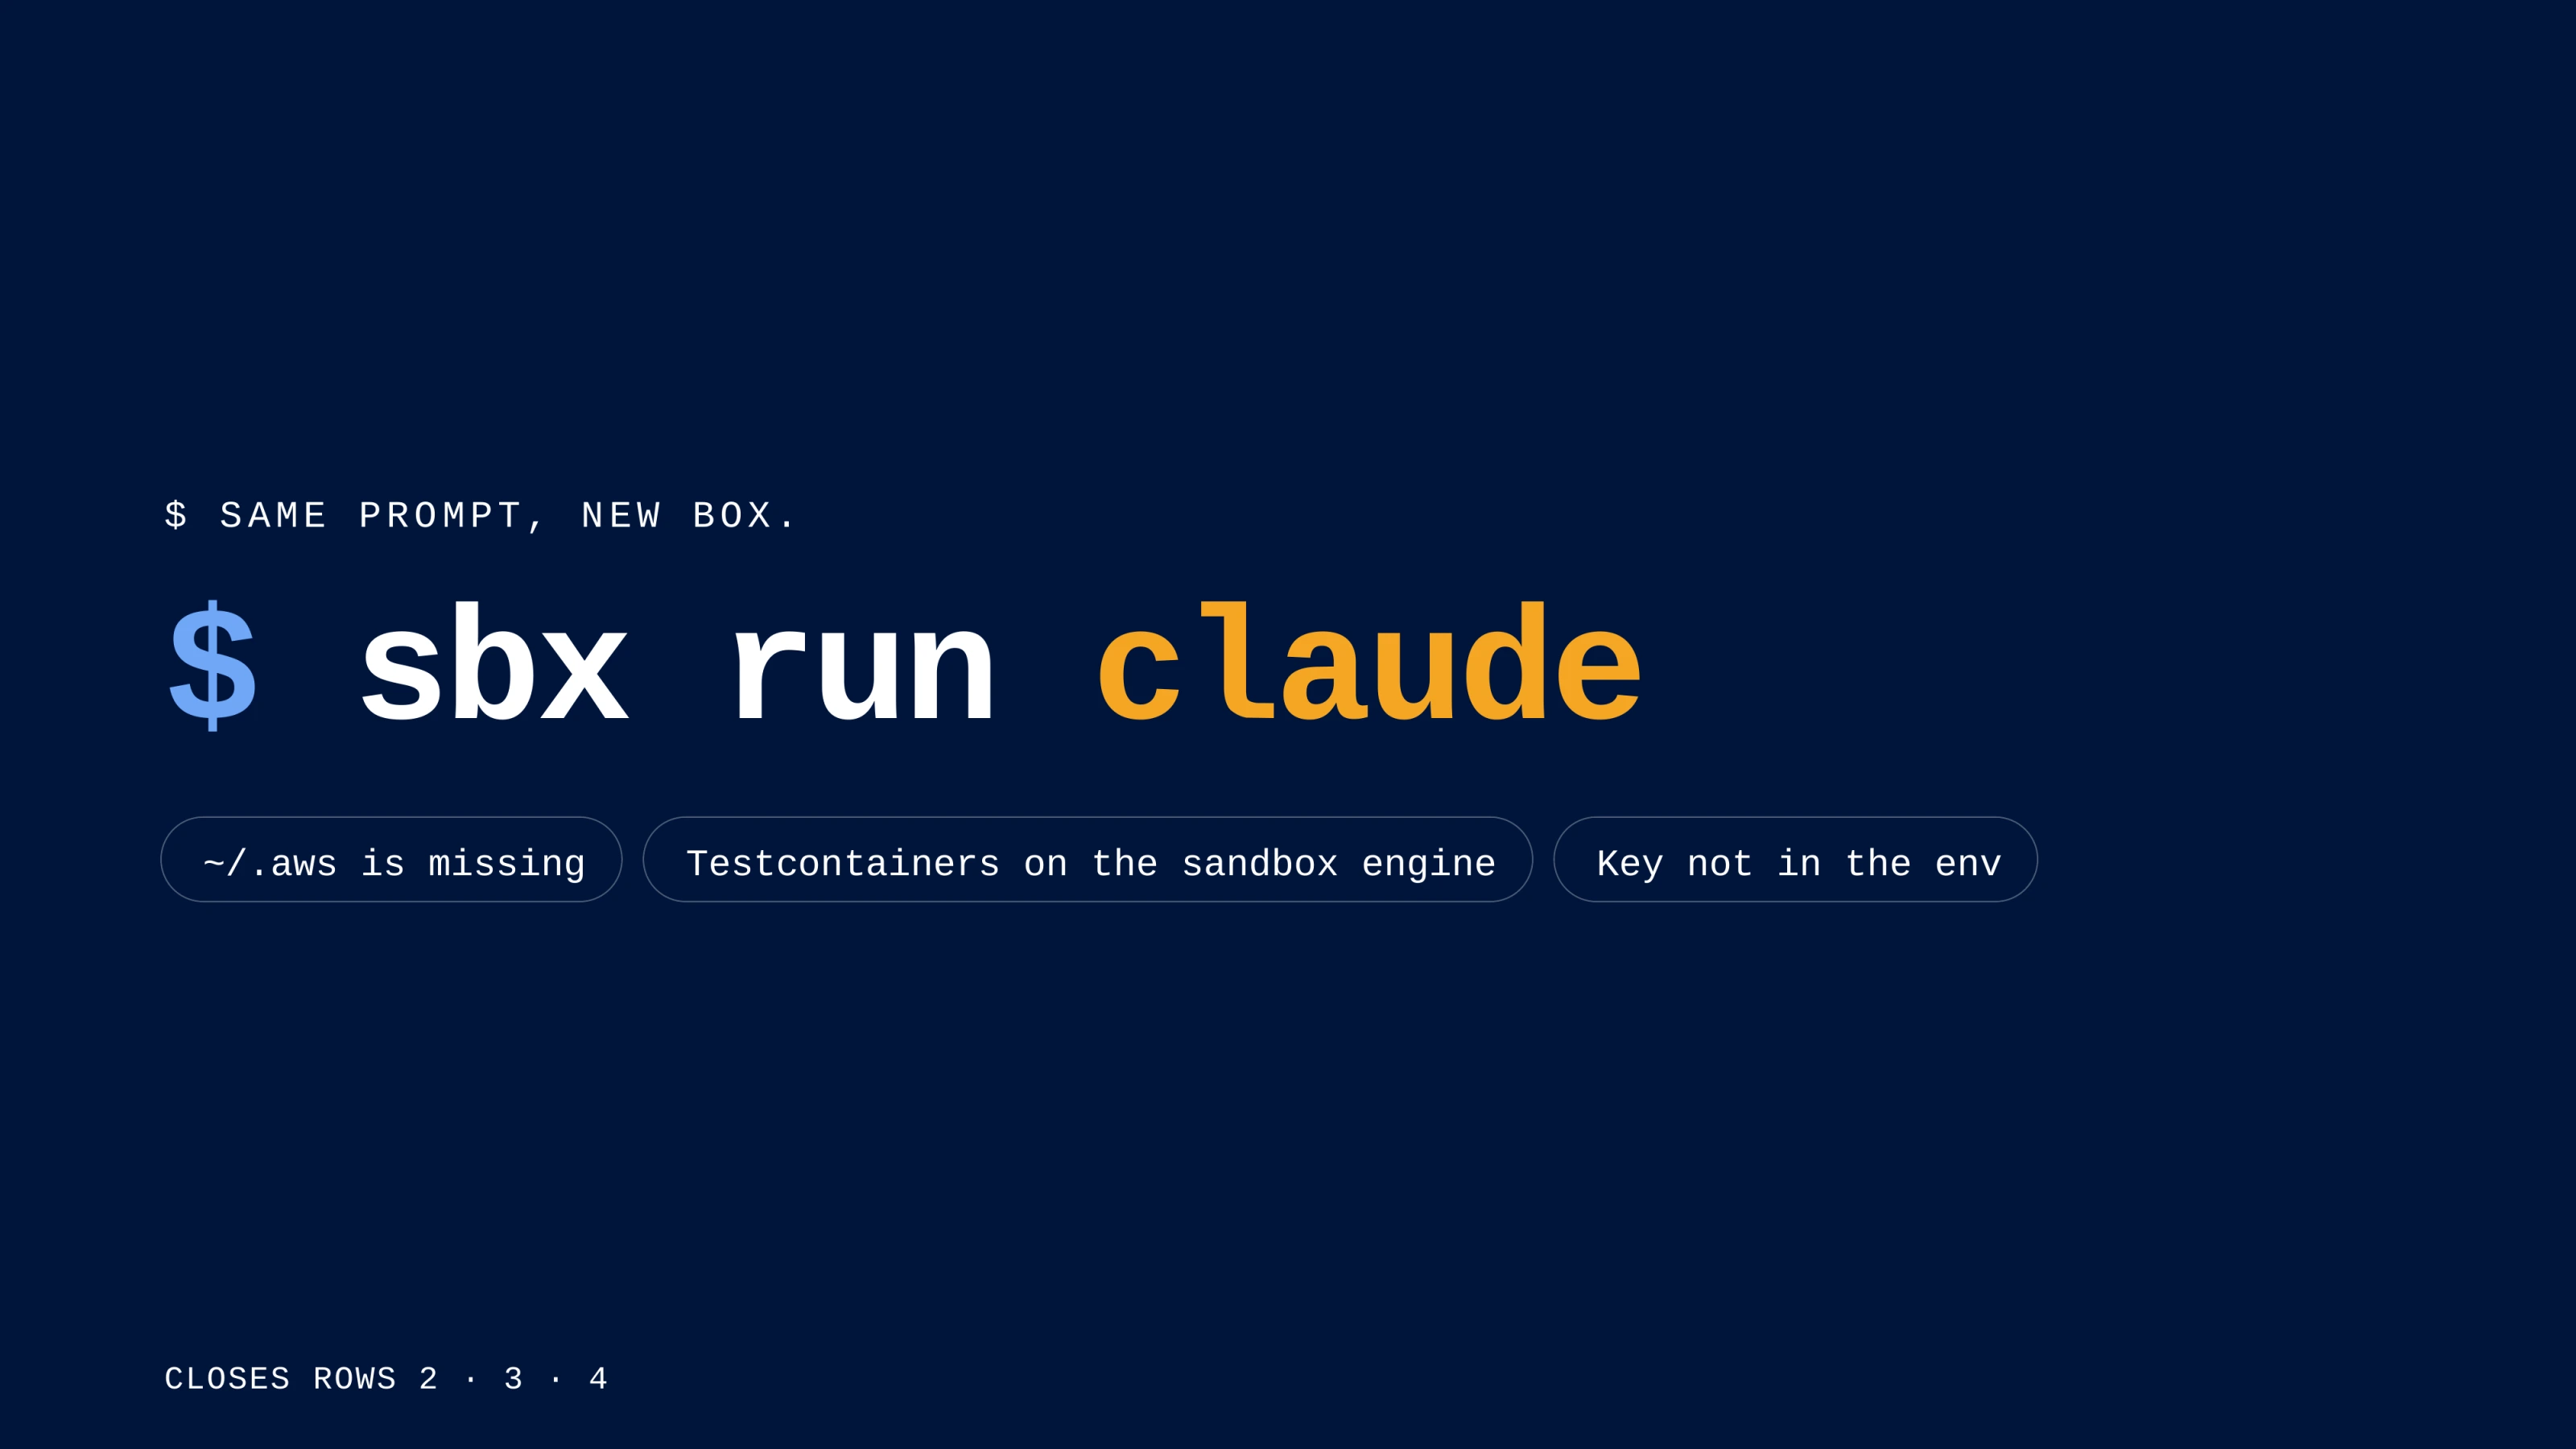 $ SAME PROMPT, NEW BOX.
$ sbx run claude
~/.aws is missing
Testcontainers on the sandbox engine
Key not in the env
CLOSES ROWS 2 · 3 · 4